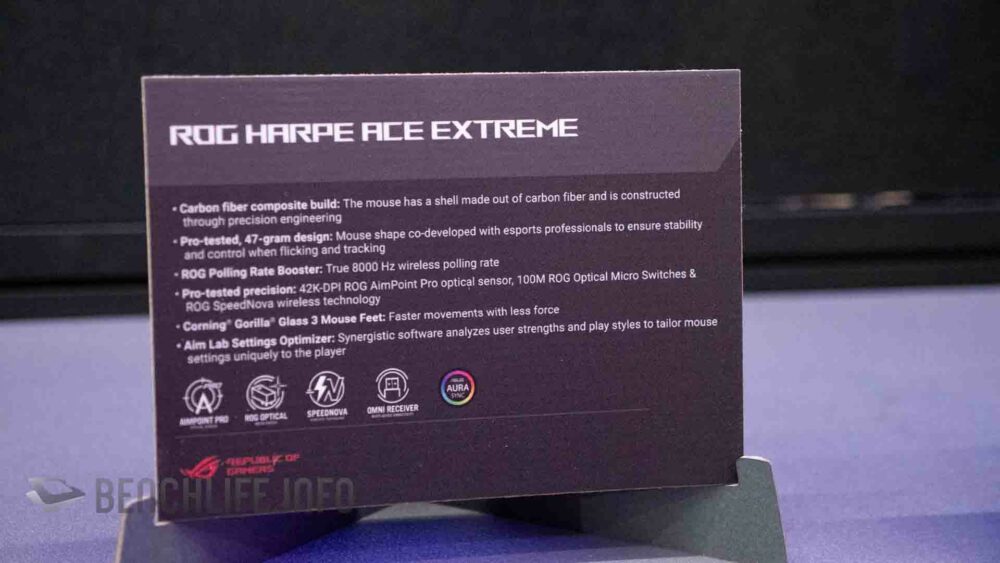 ROG HARPE ACE EXTREME
• Carbon fiber composite build: The mouse has a shell made out of carbon fiber and is constructed
through precision engineering
• Pro-tested, 47-gram design: Mouse shape co-developed with esports professionals to ensure stability
and control when flicking and tracking
• ROG Polling Rate Booster: True 8000 Hz wireless polling rate
• Pro-tested precision: 42K-DPI ROG AimPoint Pro optical sensor, 100M ROG Optical Micro Switches &
ROG SpeedNova wireless technology
• Corning® Gorilla® Glass 3 Mouse Feet: Faster movements with less force
• Aim Lab Settings Optimizer: Synergistic software analyzes user strengths and play styles to tailor mouse
settings uniquely to the player
AIMPOINT PRO
ROG OPTICAL
SPEEDNOVA
OMNI RECEIVER
AURA
SYNC
REPUBLIC OF
GAMERS
BENCHLIFE.INFO